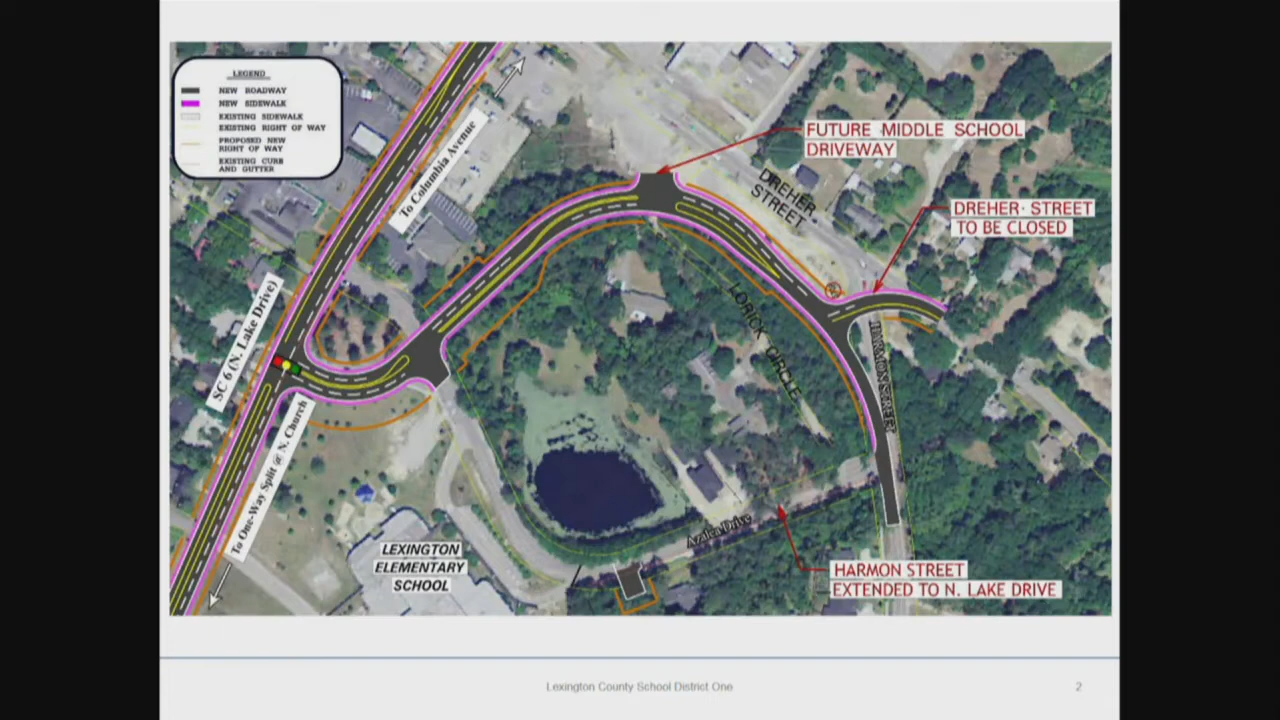 LEGEND
NEW ROADWAY
NEW SIDEWALK
EXISTING SIDEWALK
EXISTING RIGHT OF WAY
PROPOSED NEW
RIGHT OF WAY
EXISTING CURB
AND GUTTER
To Columbia Avenue
FUTURE MIDDLE SCHOOL
DRIVEWAY
DREHER
STREET
DREHER STREET
TO BE CLOSED
SC 6 (N. Lake Drive)
LORICK CIRCLE
HARMON STREET
To One-Way Split @ N. Church
Azalea Drive
LEXINGTON
ELEMENTARY
SCHOOL
HARMON STREET
EXTENDED TO N. LAKE DRIVE
Lexington County School District One
2